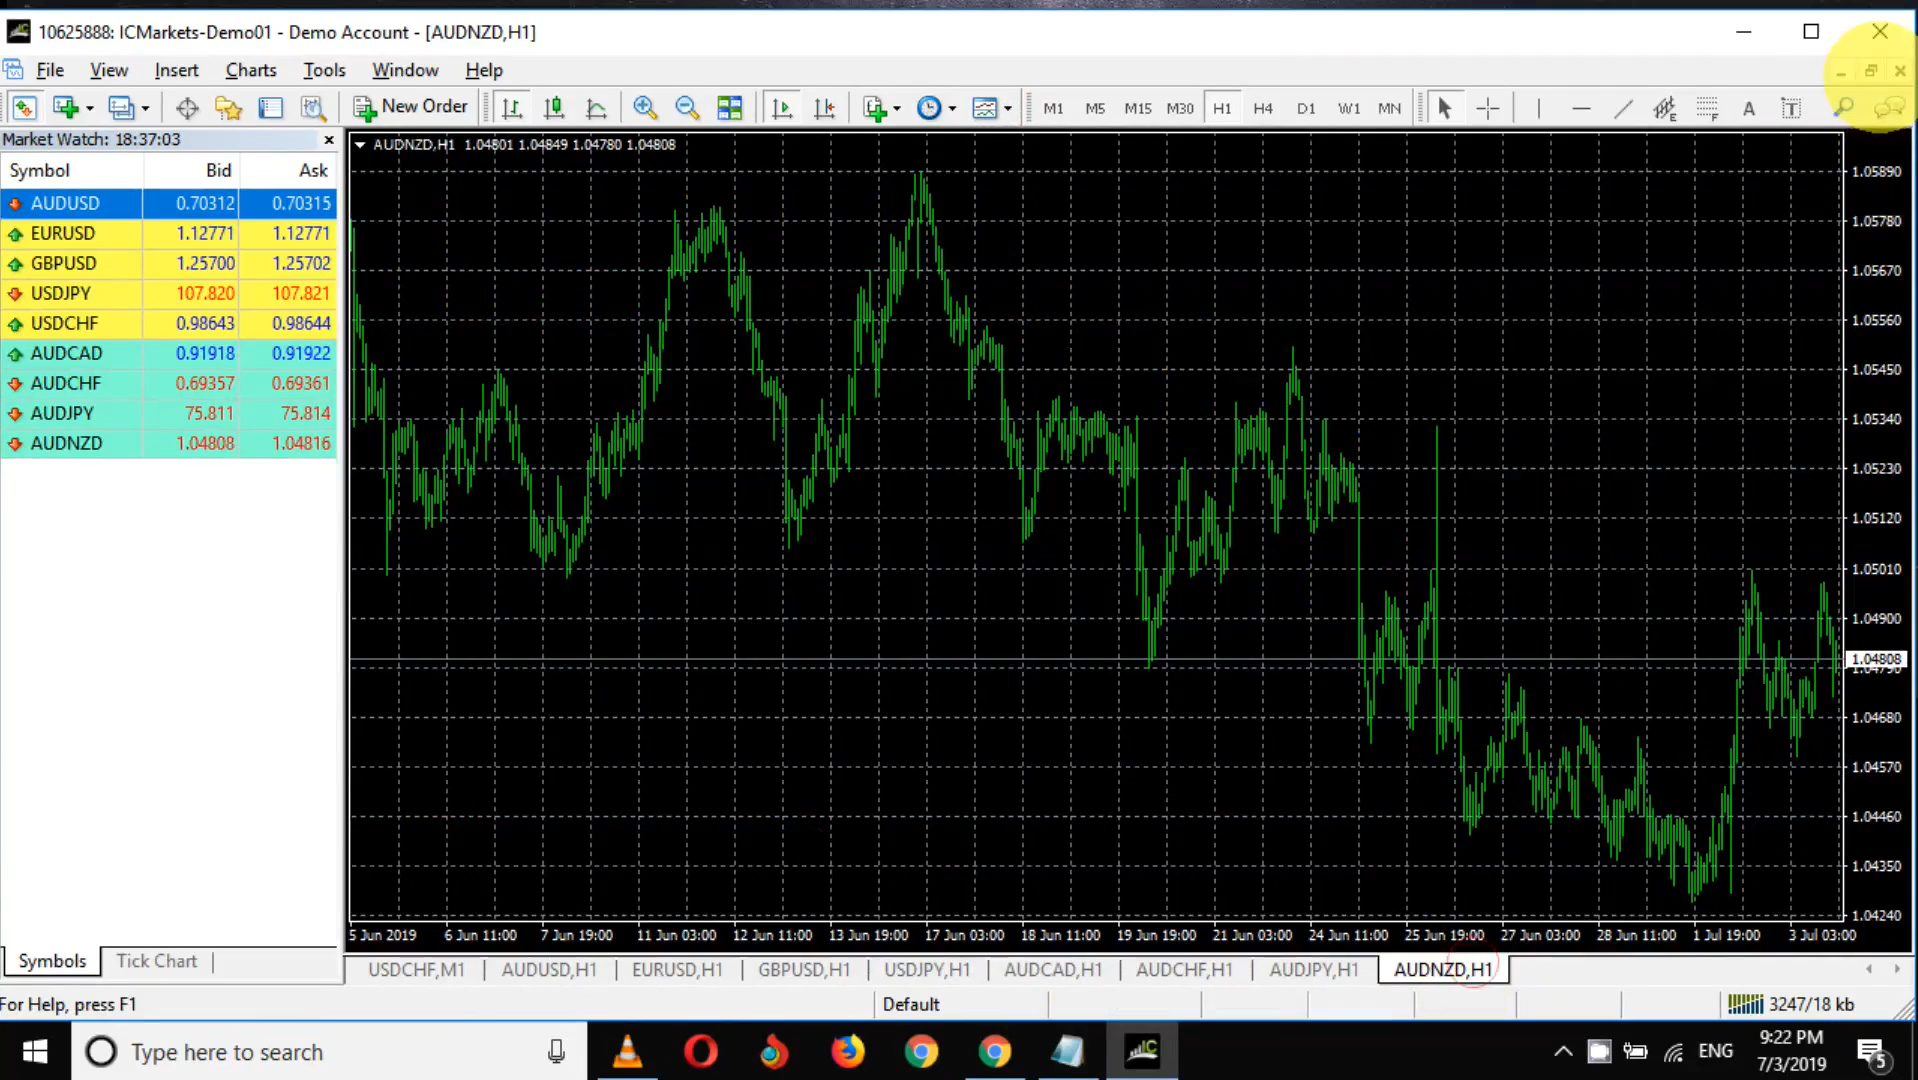 10625888: ICMarkets-Demo01 - Demo Account - [AUDNZD,H1]
File View Insert Charts Tools Window Help
New Order M1 M5 M15 M30 H1 H4 D1 W1 MN A T
Market Watch: 18:37:03
Symbol Bid Ask
AUDUSD 0.70312 0.70315
EURUSD 1.12771 1.12771
GBPUSD 1.25700 1.25702
USDJPY 107.820 107.821
USDCHF 0.98643 0.98644
AUDCAD 0.91918 0.91922
AUDCHF 0.69357 0.69361
AUDJPY 75.811 75.814
AUDNZD 1.04808 1.04816
Symbols Tick Chart
AUDNZD,H1 1.04801 1.04849 1.04780 1.04808
1.05890
1.05780
1.05670
1.05560
1.05450
1.05340
1.05230
1.05120
1.05010
1.04900
1.04808
1.04790
1.04680
1.04570
1.04460
1.04350
1.04240
5 Jun 2019 6 Jun 11:00 7 Jun 19:00 11 Jun 03:00 12 Jun 11:00 13 Jun 19:00 17 Jun 03:00 18 Jun 11:00 19 Jun 19:00 21 Jun 03:00 24 Jun 11:00 25 Jun 19:00 27 Jun 03:00 28 Jun 11:00 1 Jul 19:00 3 Jul 03:00
USDCHF,M1 AUDUSD,H1 EURUSD,H1 GBPUSD,H1 USDJPY,H1 AUDCAD,H1 AUDCHF,H1 AUDJPY,H1 AUDNZD,H1
For Help, press F1 Default 3247/18 kb
Type here to search IC ENG 9:22 PM
7/3/2019 5